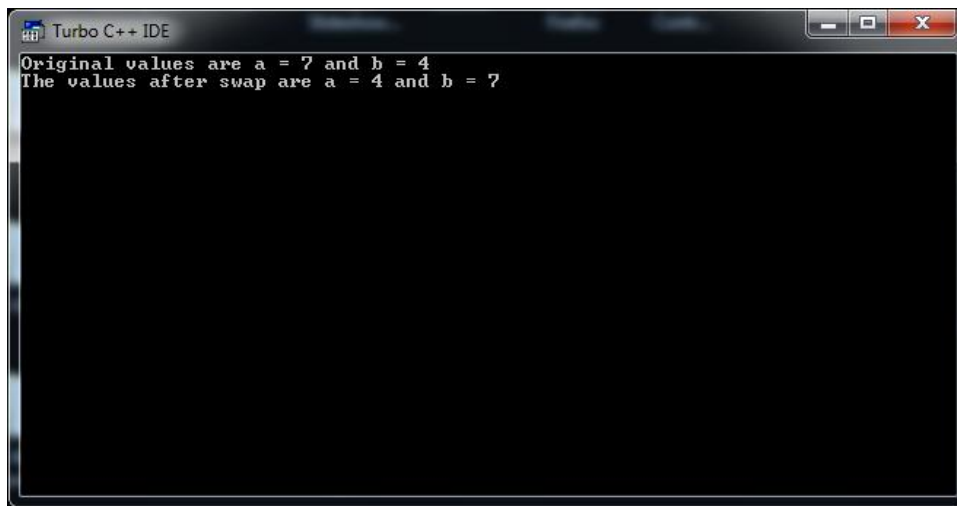 Turbo C++ IDE
Original values are a = 7 and b = 4
The values after swap are a = 4 and b = 7